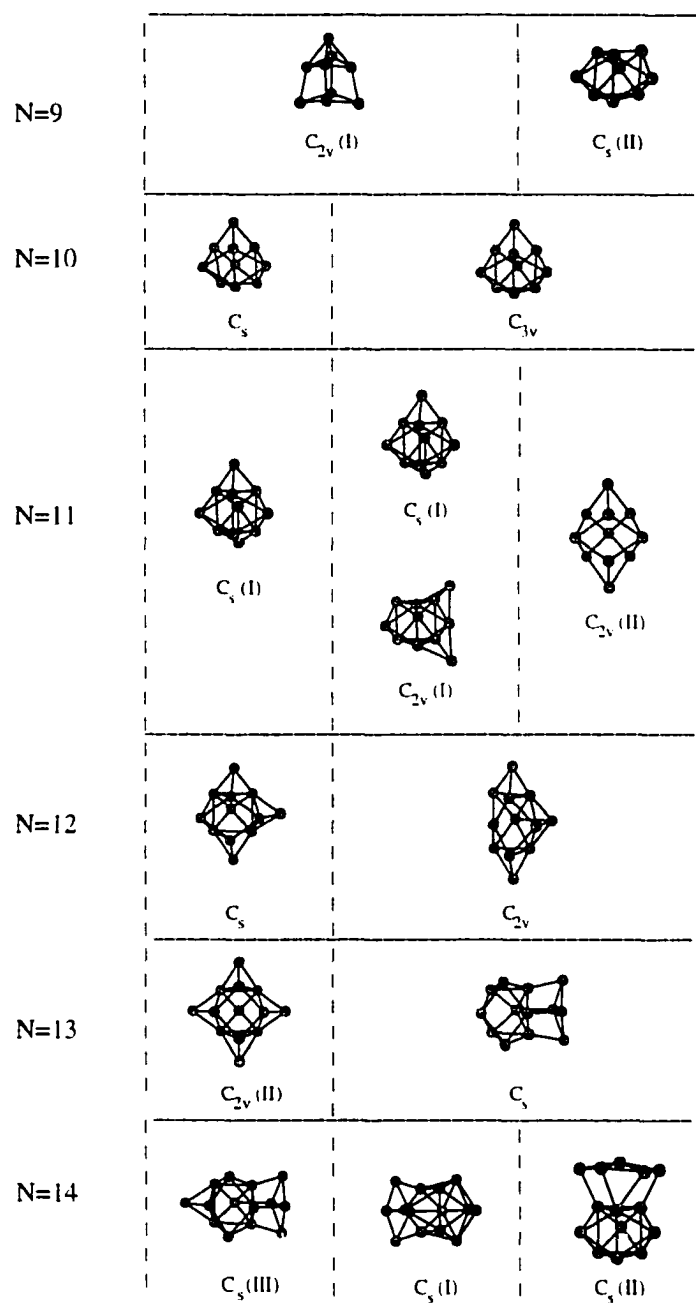 N=9
C2v (I)
Cs (II)
N=10
Cs
C3v
N=11
Cs (I)
Cs (I)
C2v (I)
C2v (II)
N=12
Cs
C2v
N=13
C2v (II)
Cs
N=14
Cs (III)
Cs (I)
Cs (II)